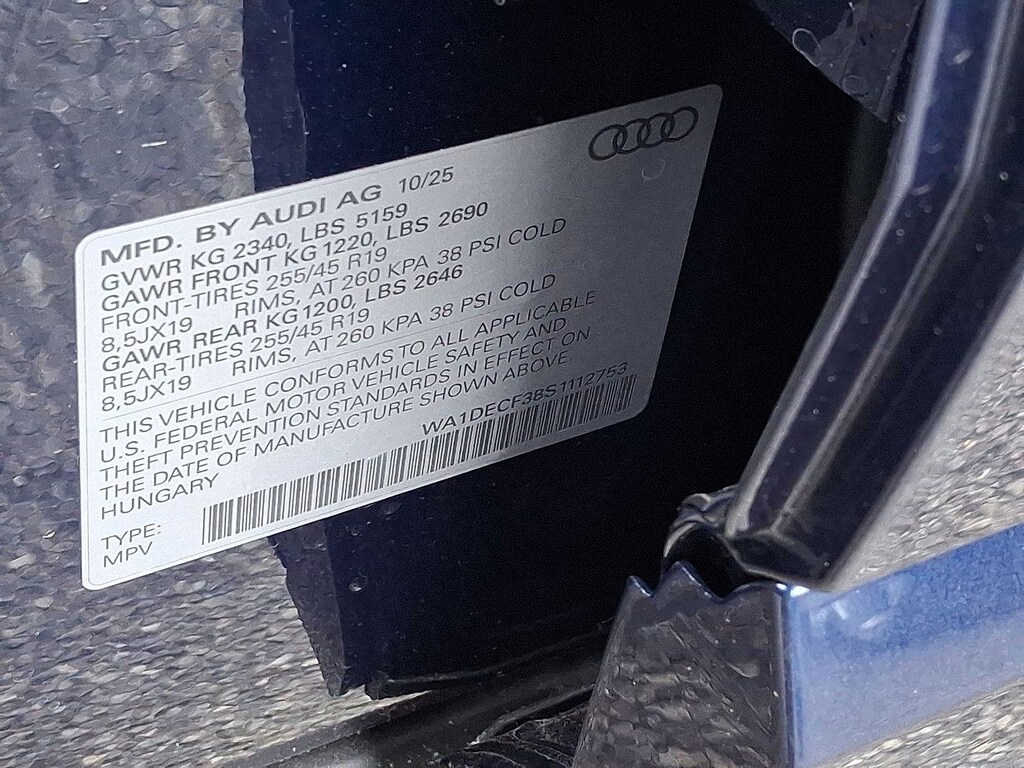 MFD. BY AUDI AG 10/25
GVWR KG 2340, LBS 5159
GAWR FRONT KG 1220, LBS 2690
FRONT-TIRES 255/45 R19
8,5JX19 RIMS, AT 260 KPA 38 PSI COLD
GAWR REAR KG 1200, LBS 2646
REAR-TIRES 255/45 R19
8,5JX19 RIMS, AT 260 KPA 38 PSI COLD
THIS VEHICLE CONFORMS TO ALL APPLICABLE
U.S. FEDERAL MOTOR VEHICLE SAFETY AND
THEFT PREVENTION STANDARDS IN EFFECT ON
THE DATE OF MANUFACTURE SHOWN ABOVE.
HUNGARY
WA1DECF38S1112753
TYPE:
MPV